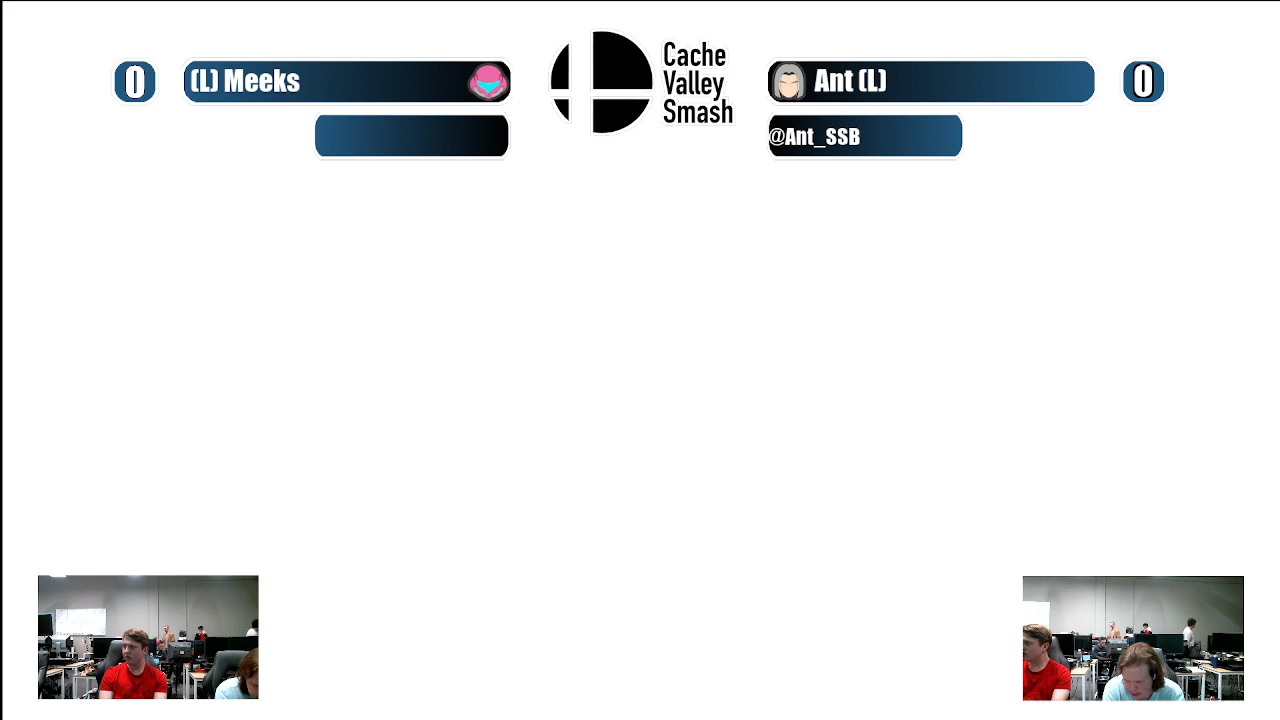 0
(L) Meeks
Cache
Valley
Smash
Ant (L)
0
@Ant_SSB